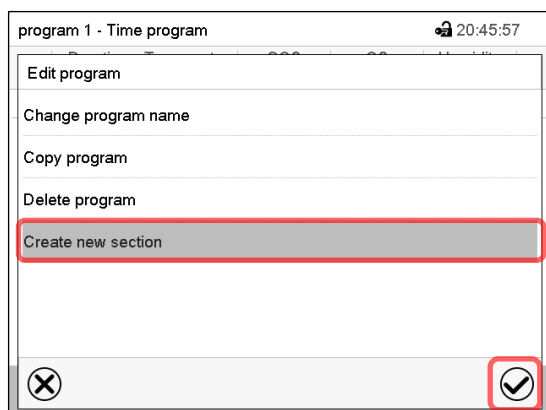 program 1 - Time program 20:45:57
Edit program
Change program name
Copy program
Delete program
Create new section